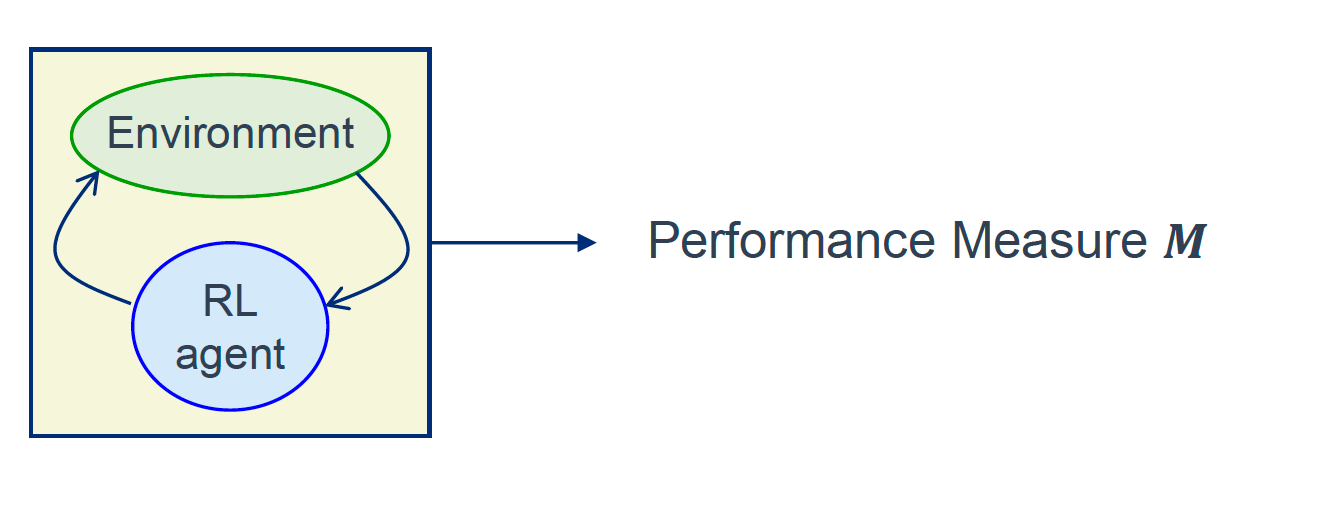 Environment
RL
agent
Performance Measure M